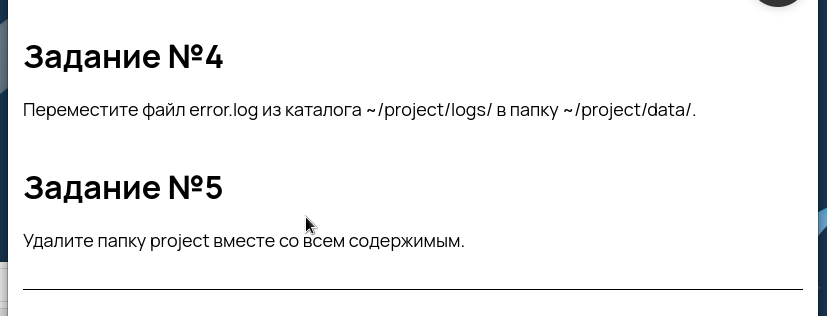 Задание №4
Переместите файл error.log из каталога ~/project/logs/ в папку ~/project/data/.
Задание №5
Удалите папку project вместе со всем содержимым.